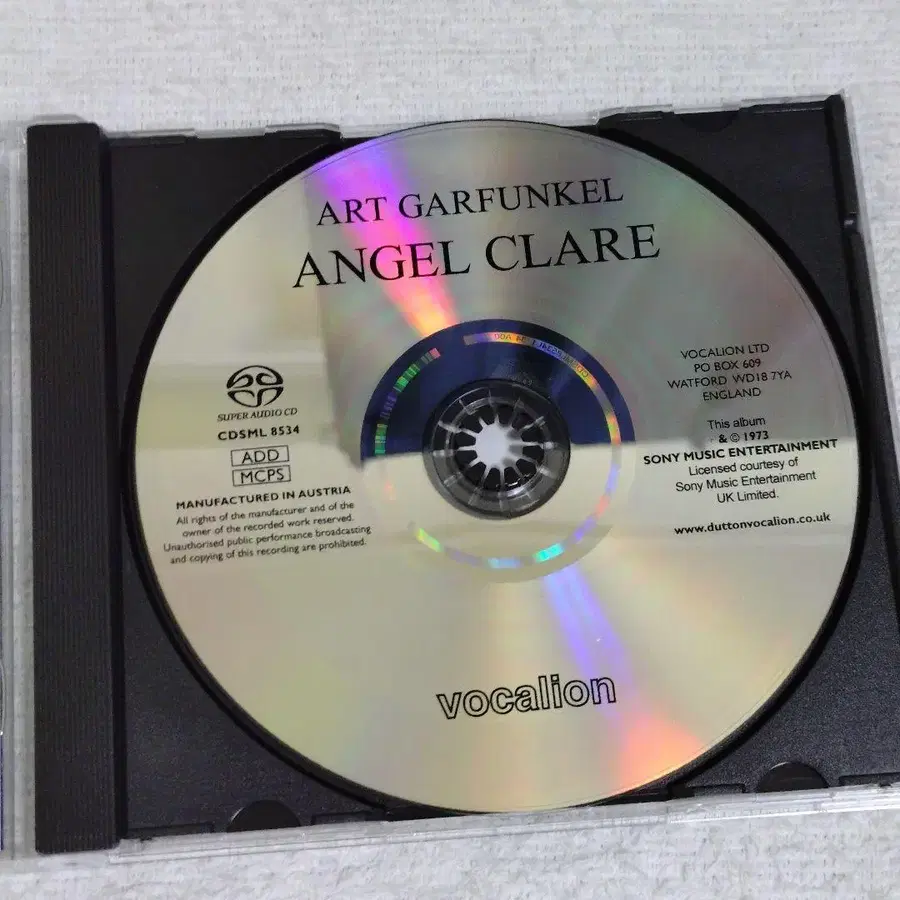 ART GARFUNKEL
ANGEL CLARE
SUPER AUDIO CD
CDSML 8534
ADD
MCPS
MANUFACTURED IN AUSTRIA
All rights of the manufacturer and of the
owner of the recorded work reserved.
Unauthorised public performance broadcasting
and copying of this recording are prohibited.
VOCALION LTD
PO BOX 609
WATFORD WD18 7YA
ENGLAND
This album
& © 1973
SONY MUSIC ENTERTAINMENT
Licensed courtesy of
Sony Music Entertainment
UK Limited.
www.duttonvocalion.co.uk
vocalion